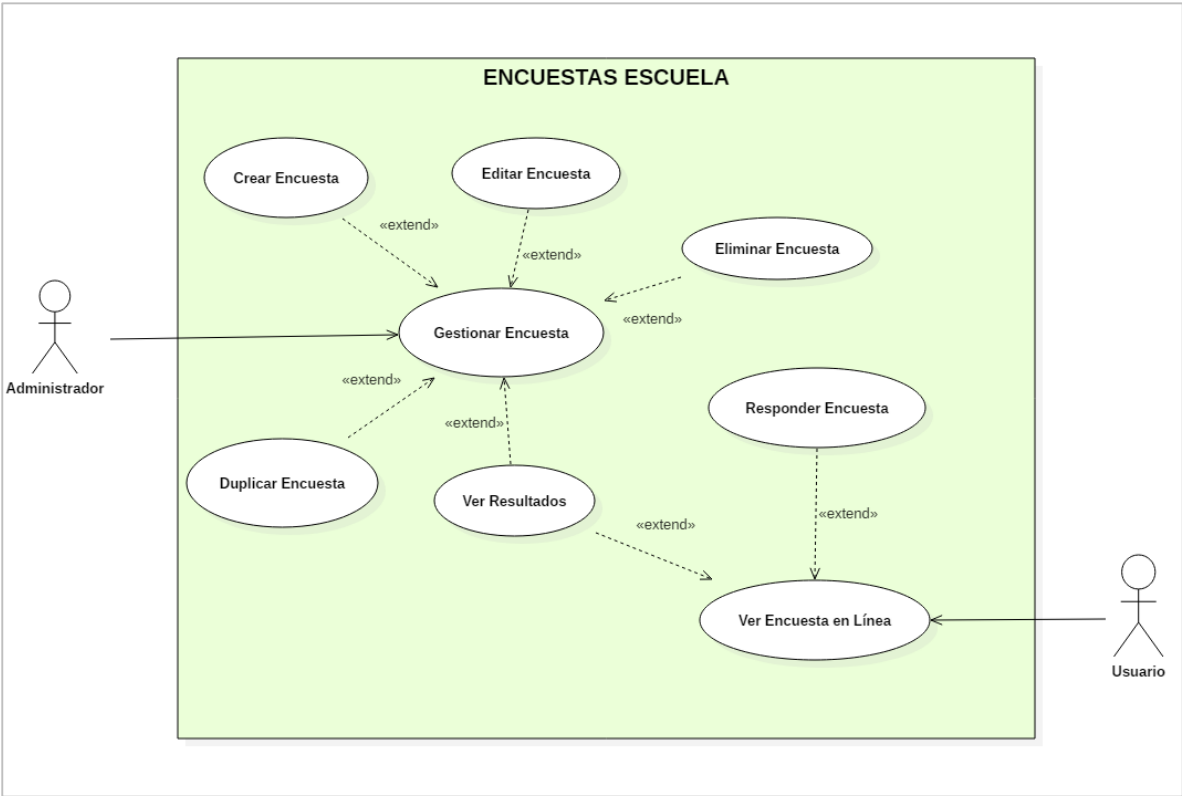 ENCUESTAS ESCUELA
Crear Encuesta
Editar Encuesta
«extend»
«extend»
Eliminar Encuesta
«extend»
Gestionar Encuesta
Administrador
«extend»
Responder Encuesta
«extend»
Duplicar Encuesta
Ver Resultados
«extend»
«extend»
Ver Encuesta en Línea
Usuario